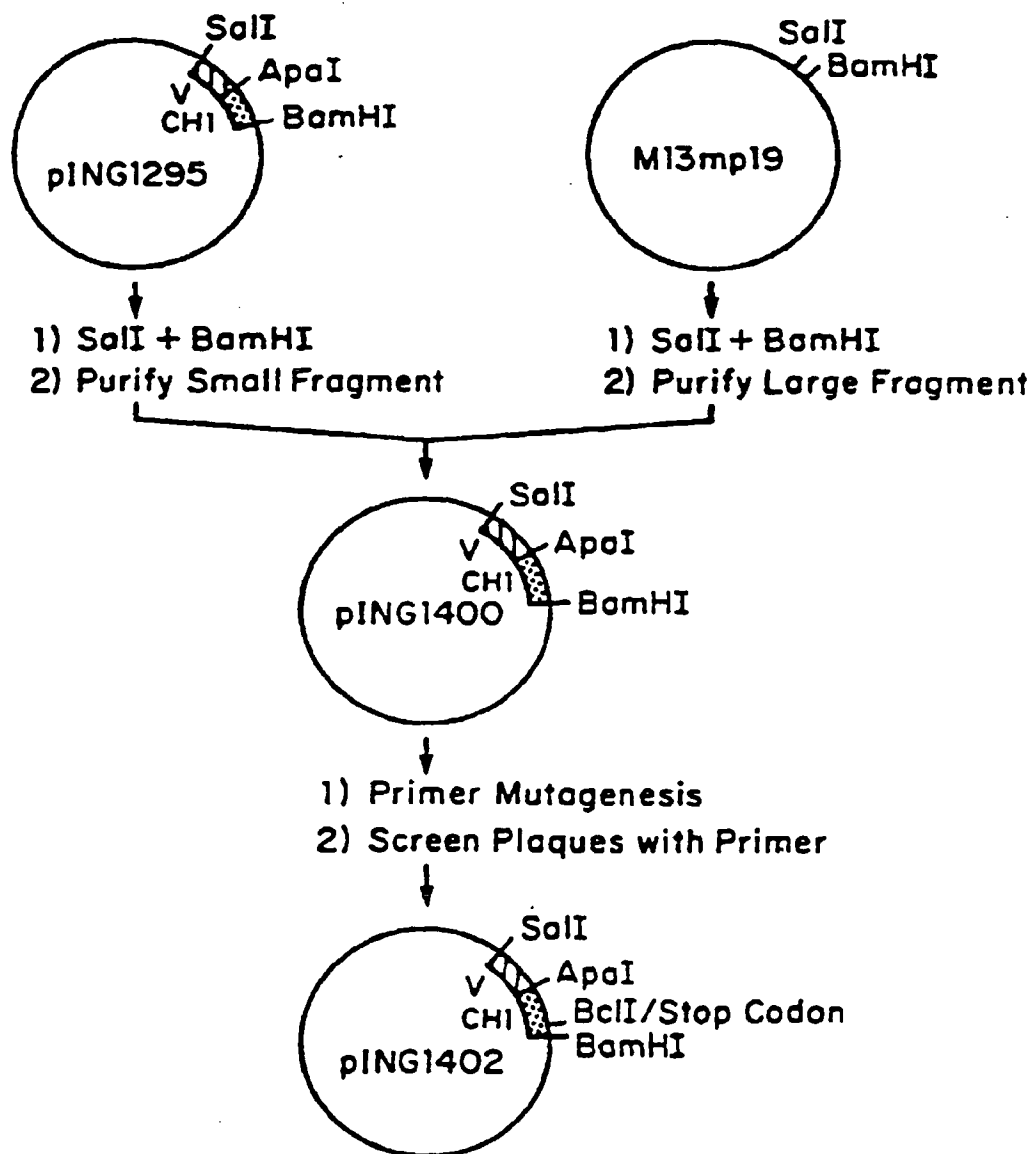 SalI
ApaI
V
CH1
BamHI
pING1295
SalI
BamHI
M13mp19
1) SalI + BamHI
2) Purify Small Fragment
1) SalI + BamHI
2) Purify Large Fragment
SalI
V
ApaI
CH1
BamHI
pING1400
1) Primer Mutagenesis
2) Screen Plaques with Primer
SalI
V
ApaI
CH1
BclI/Stop Codon
BamHI
pING1402